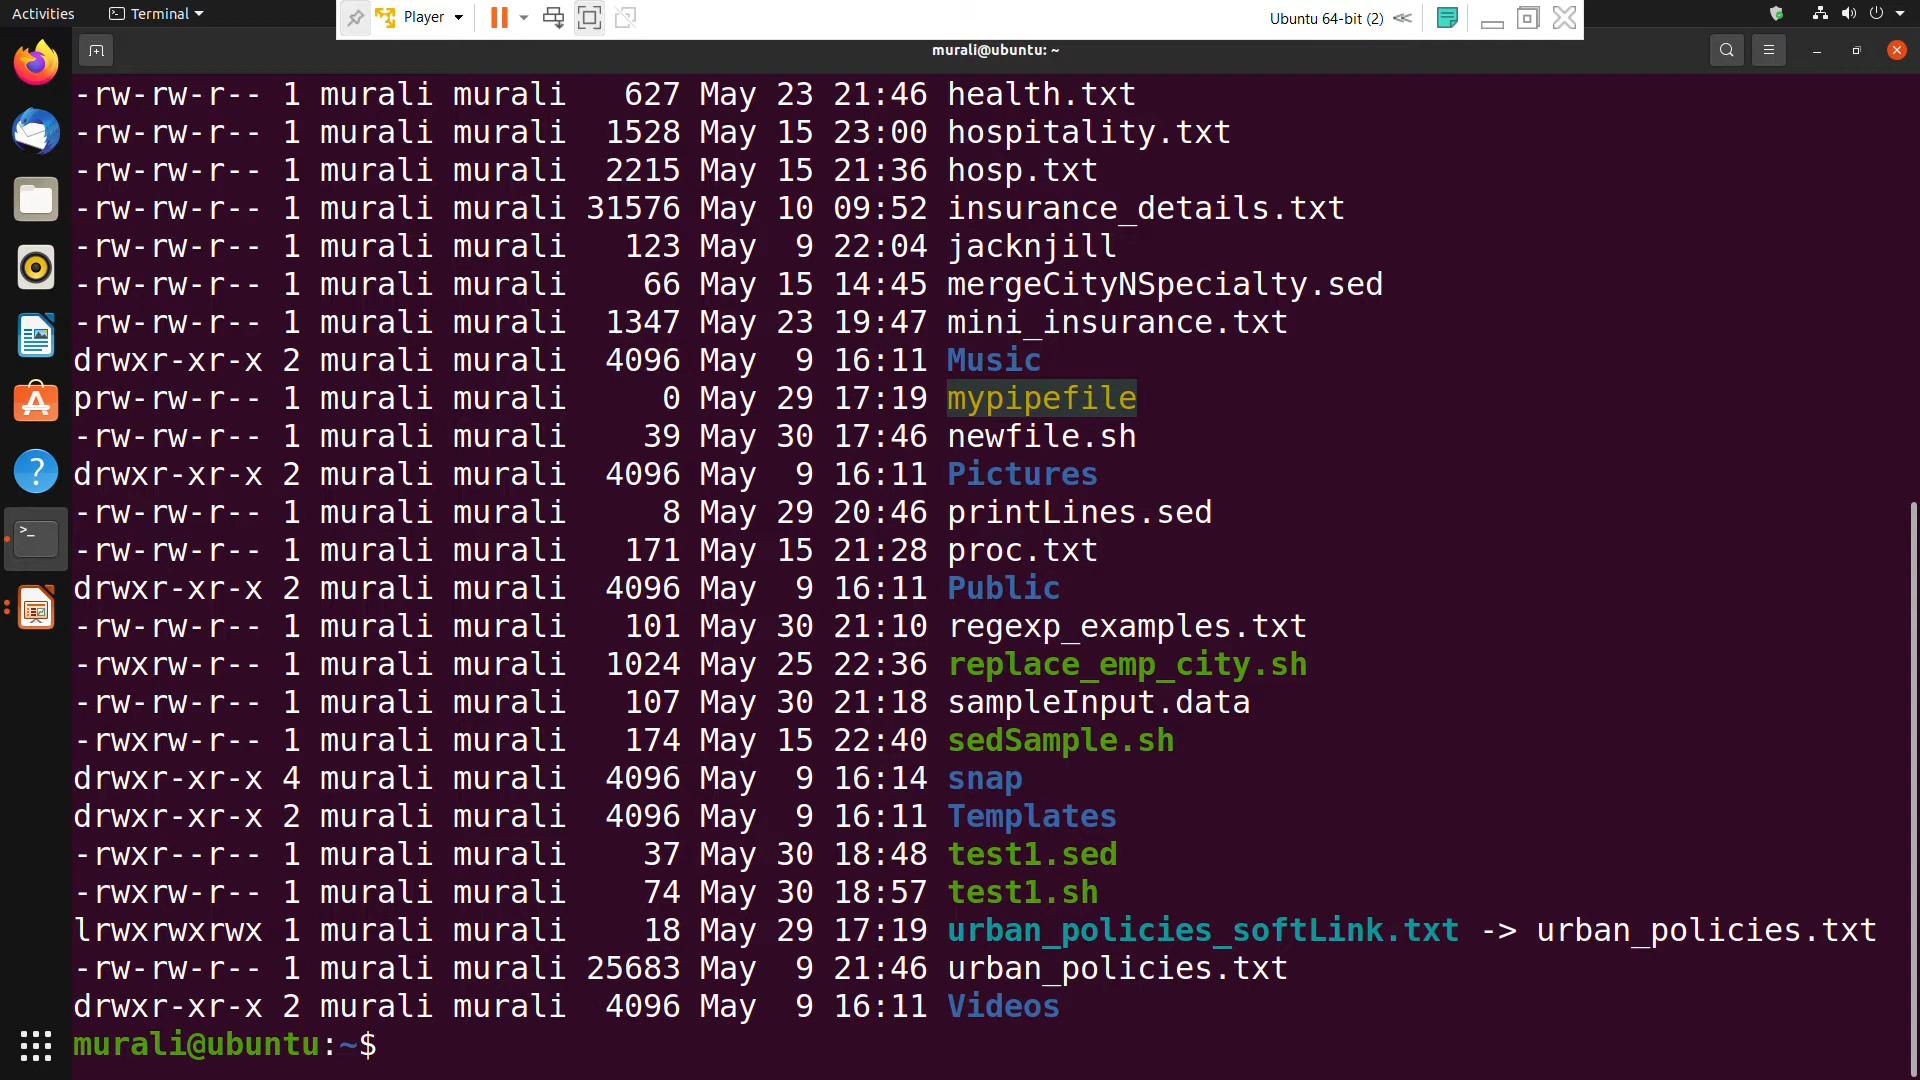 Activities Terminal Player Ubuntu 64-bit (2)
murali@ubuntu: ~
-rw-rw-r-- 1 murali murali   627 May 23 21:46 health.txt
-rw-rw-r-- 1 murali murali  1528 May 15 23:00 hospitality.txt
-rw-rw-r-- 1 murali murali  2215 May 15 21:36 hosp.txt
-rw-rw-r-- 1 murali murali 31576 May 10 09:52 insurance_details.txt
-rw-rw-r-- 1 murali murali   123 May  9 22:04 jacknjill
-rw-rw-r-- 1 murali murali    66 May 15 14:45 mergeCityNSpecialty.sed
-rw-rw-r-- 1 murali murali  1347 May 23 19:47 mini_insurance.txt
drwxr-xr-x 2 murali murali  4096 May  9 16:11 Music
prw-rw-r-- 1 murali murali     0 May 29 17:19 mypipefile
-rw-rw-r-- 1 murali murali    39 May 30 17:46 newfile.sh
drwxr-xr-x 2 murali murali  4096 May  9 16:11 Pictures
-rw-rw-r-- 1 murali murali     8 May 29 20:46 printLines.sed
-rw-rw-r-- 1 murali murali   171 May 15 21:28 proc.txt
drwxr-xr-x 2 murali murali  4096 May  9 16:11 Public
-rw-rw-r-- 1 murali murali   101 May 30 21:10 regexp_examples.txt
-rwxrw-r-- 1 murali murali  1024 May 25 22:36 replace_emp_city.sh
-rw-rw-r-- 1 murali murali   107 May 30 21:18 sampleInput.data
-rwxrw-r-- 1 murali murali   174 May 15 22:40 sedSample.sh
drwxr-xr-x 4 murali murali  4096 May  9 16:14 snap
drwxr-xr-x 2 murali murali  4096 May  9 16:11 Templates
-rwxr--r-- 1 murali murali    37 May 30 18:48 test1.sed
-rwxrw-r-- 1 murali murali    74 May 30 18:57 test1.sh
lrwxrwxrwx 1 murali murali    18 May 29 17:19 urban_policies_softLink.txt -> urban_policies.txt
-rw-rw-r-- 1 murali murali 25683 May  9 21:46 urban_policies.txt
drwxr-xr-x 2 murali murali  4096 May  9 16:11 Videos
murali@ubuntu:~$